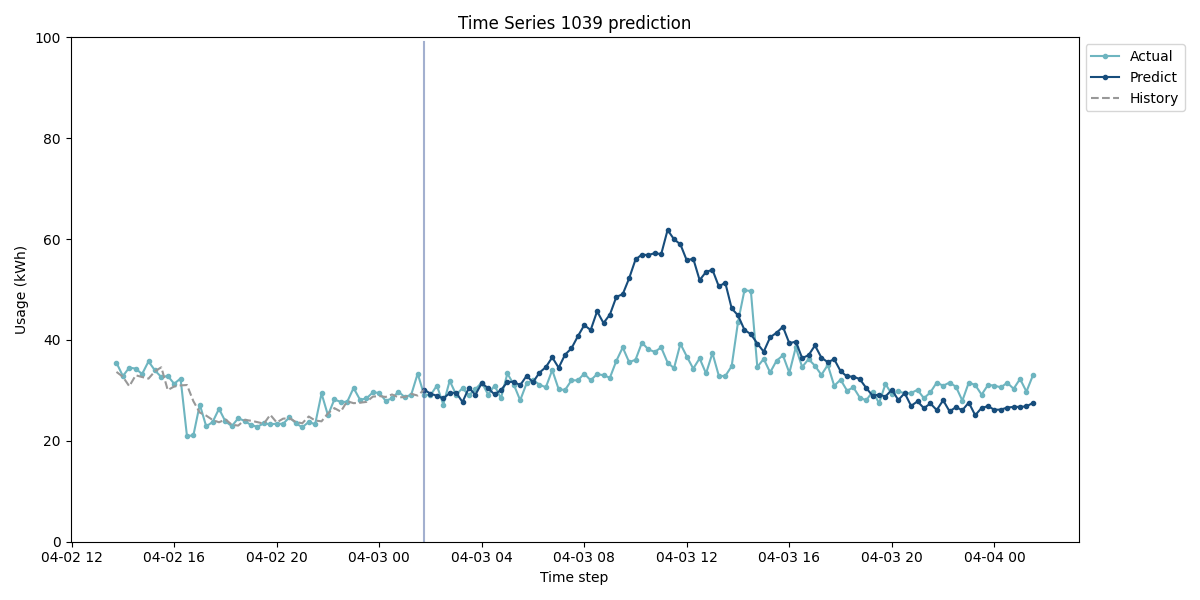 Time Series 1039 prediction
100
80
60
40
20
0
Usage (kWh)
04-02 12
04-02 16
04-02 20
04-03 00
04-03 04
04-03 08
04-03 12
04-03 16
04-03 20
04-04 00
Time step
Actual
Predict
History